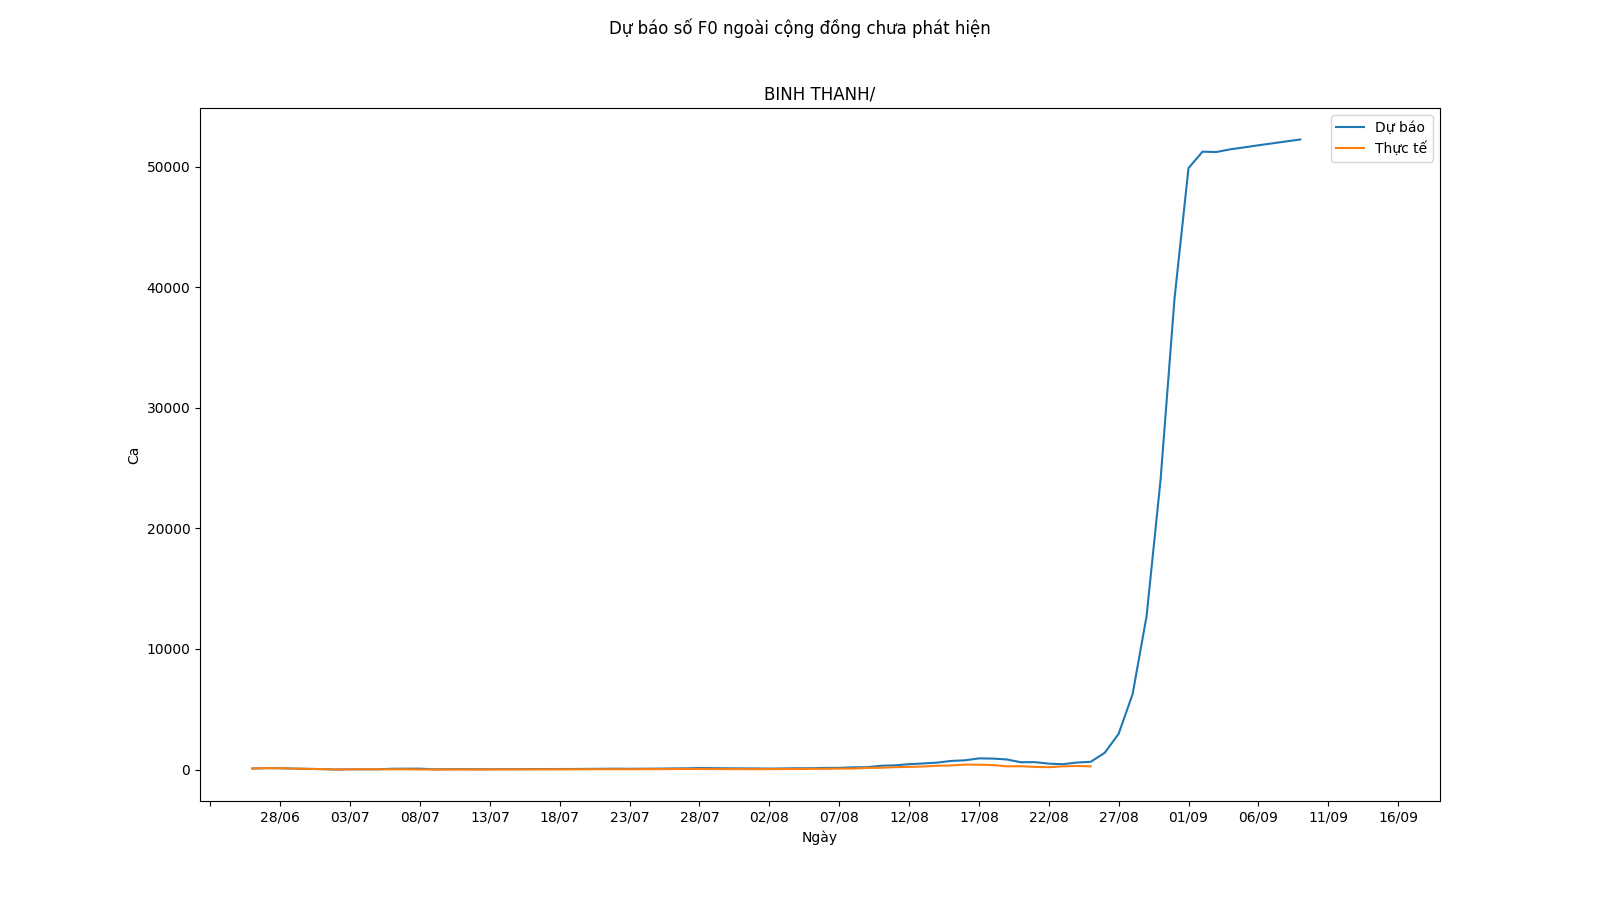 Dự báo số F0 ngoài cộng đồng chưa phát hiện
BINH THANH/
Dự báo
Thực tế
50000
40000
30000
20000
10000
0
Ca
28/06 03/07 08/07 13/07 18/07 23/07 28/07 02/08 07/08 12/08 17/08 22/08 27/08 01/09 06/09 11/09 16/09
Ngày